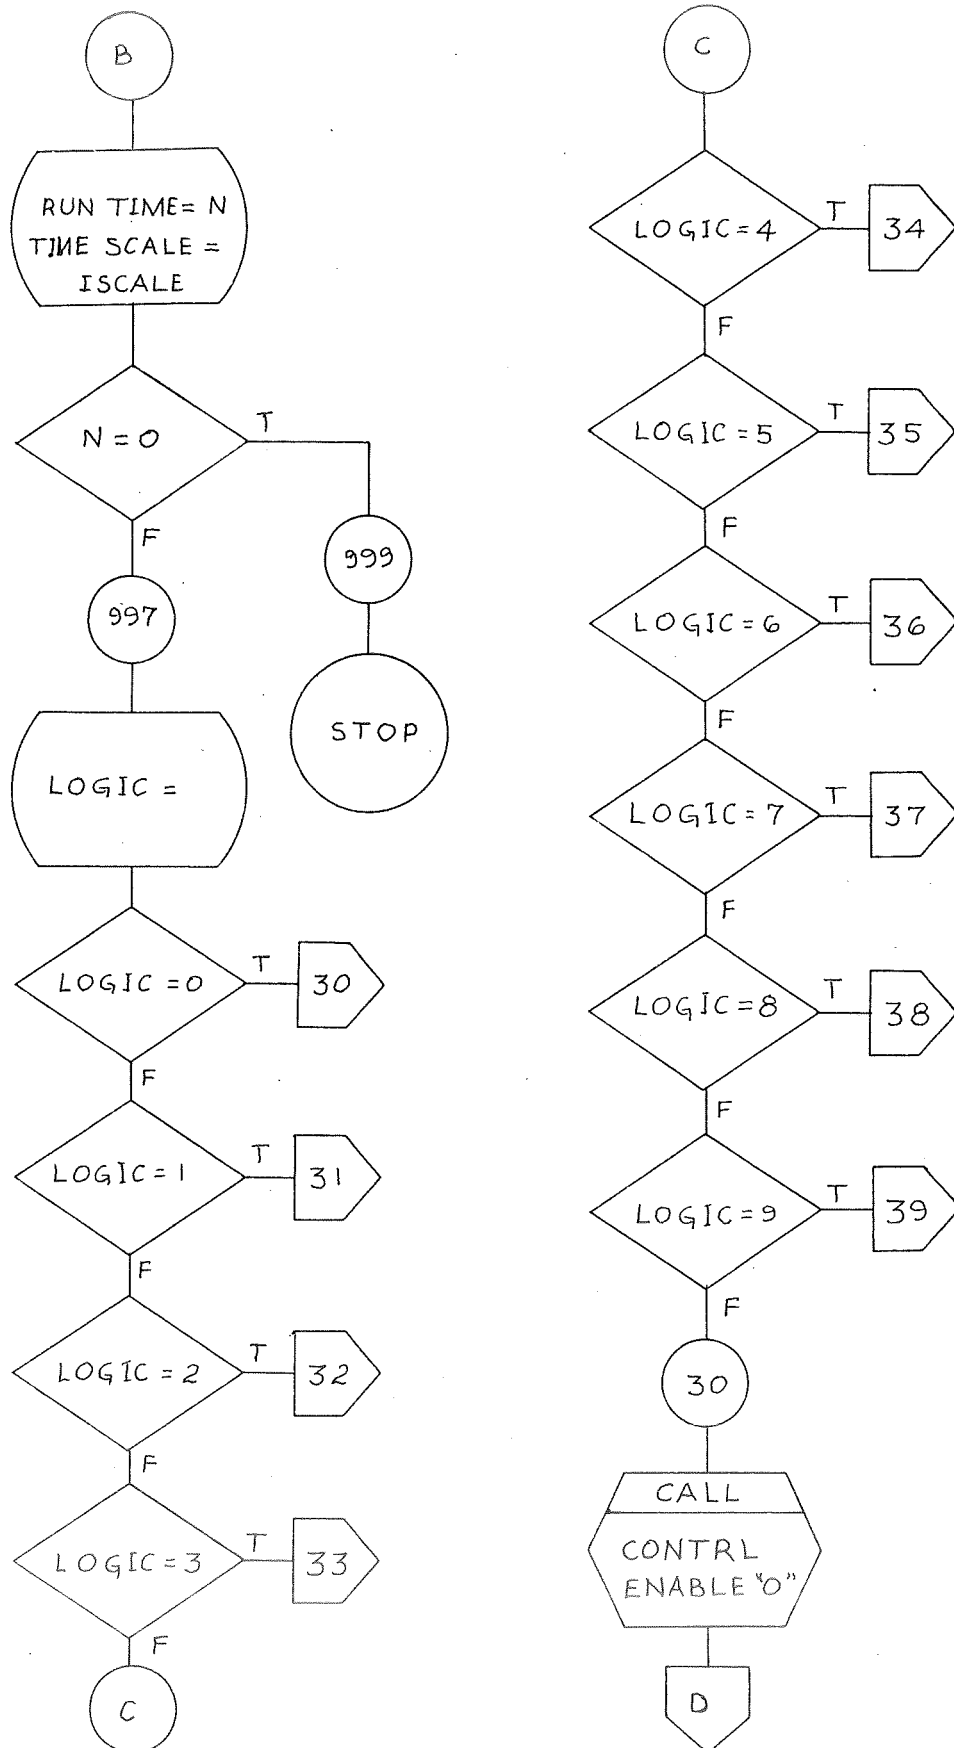 B
RUN TIME= N
TIME SCALE =
ISCALE
N = 0
T
F
999
997
STOP
LOGIC =
LOGIC =0
T
30
F
LOGIC = 1
T
31
F
LOGIC = 2
T
32
F
LOGIC = 3
T
33
F
C
C
LOGIC = 4
T
34
F
LOGIC = 5
T
35
F
LOGIC = 6
T
36
F
LOGIC = 7
T
37
F
LOGIC = 8
T
38
F
LOGIC = 9
T
39
F
30
CALL
CONTRL
ENABLE "O"
D